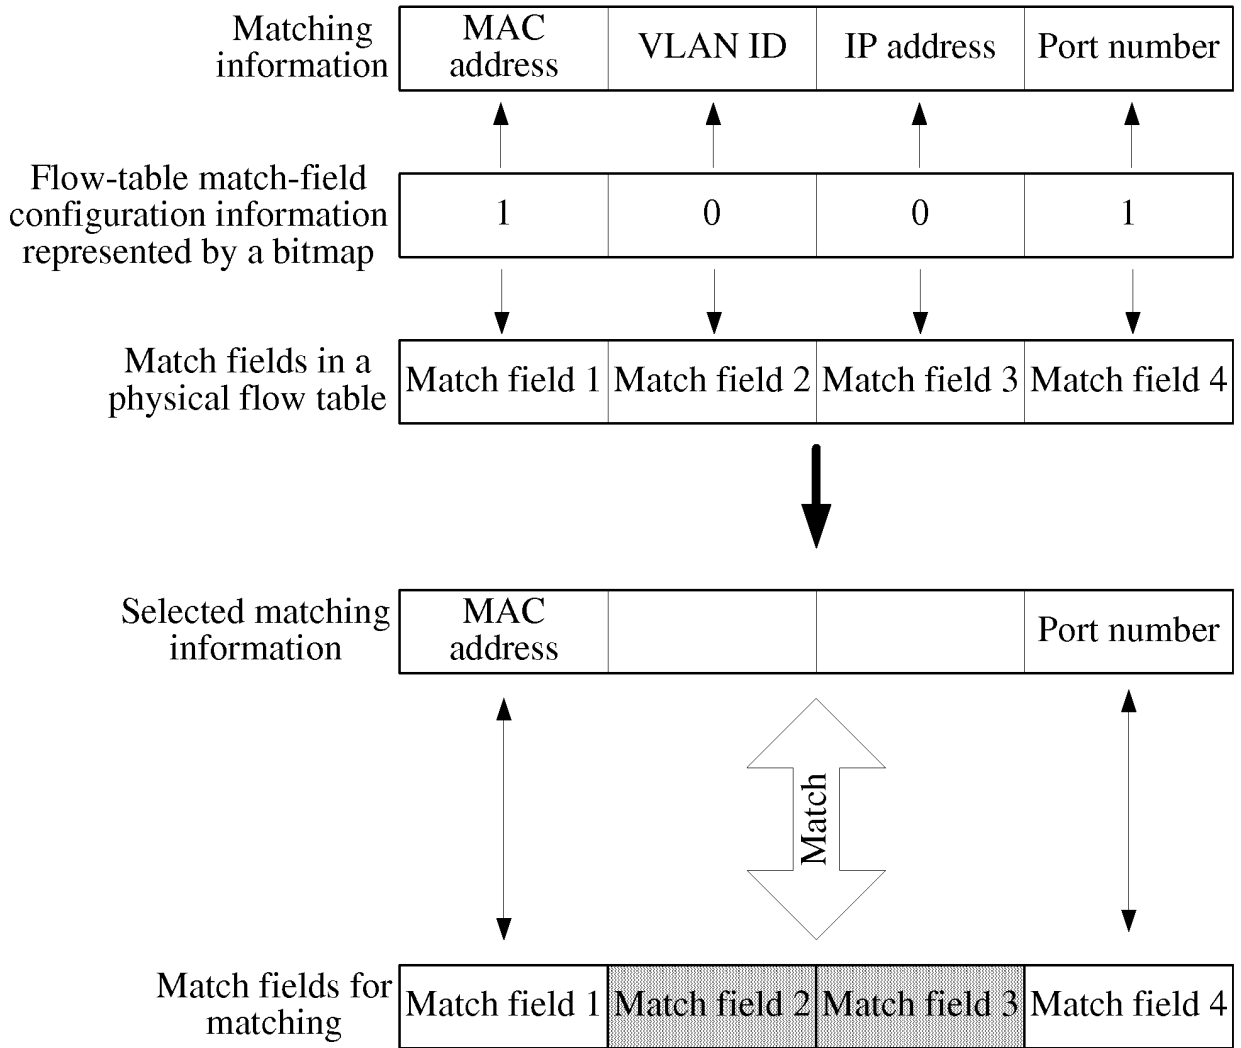 Matching
information
MAC
address
VLAN ID
IP address
Port number
Flow-table match-field
configuration information
represented by a bitmap
1
0
0
1
Match fields in a
physical flow table
Match field 1
Match field 2
Match field 3
Match field 4
Selected matching
information
MAC
address
Port number
Match
Match fields for
matching
Match field 1
Match field 2
Match field 3
Match field 4